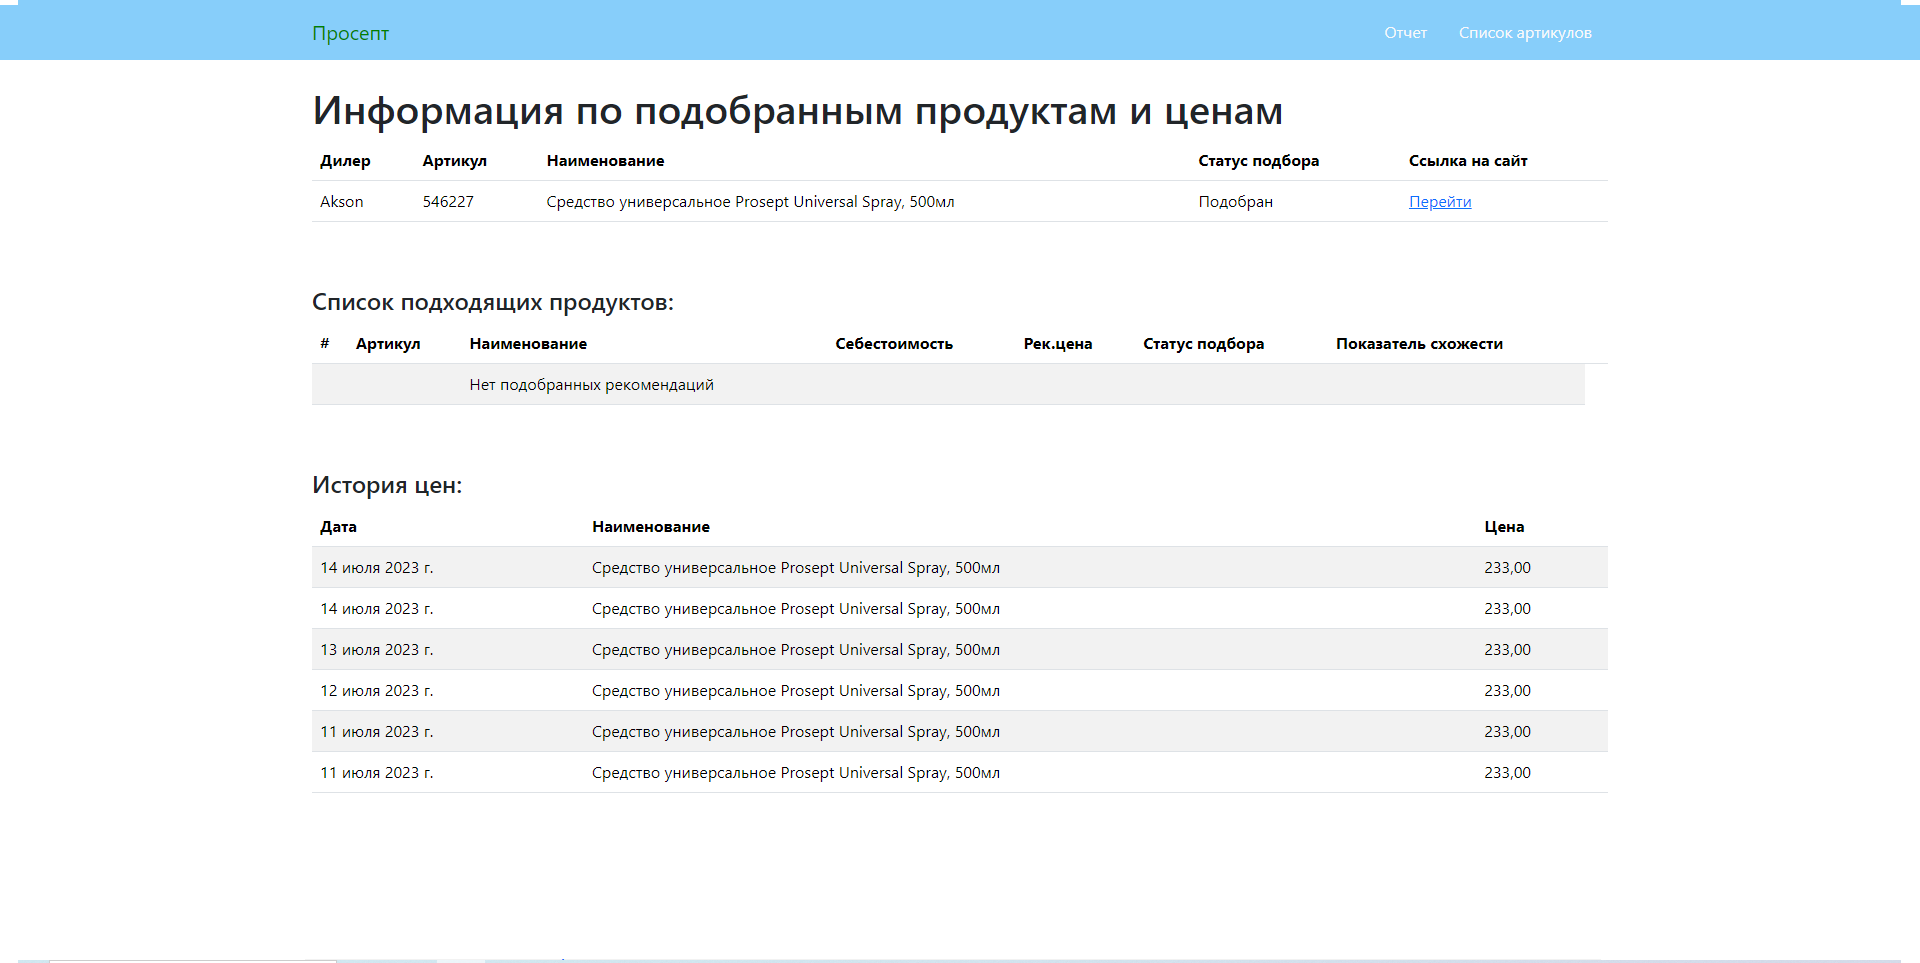 Просепт Отчет Список артикулов
Информация по подобранным продуктам и ценам
Дилер Артикул Наименование Статус подбора Ссылка на сайт
Akson 546227 Средство универсальное Prosept Universal Spray, 500мл Подобран Перейти
Список подходящих продуктов:
# Артикул Наименование Себестоимость Рек.цена Статус подбора Показатель схожести
Нет подобранных рекомендаций
История цен:
Дата Наименование Цена
14 июля 2023 г. Средство универсальное Prosept Universal Spray, 500мл 233,00
14 июля 2023 г. Средство универсальное Prosept Universal Spray, 500мл 233,00
13 июля 2023 г. Средство универсальное Prosept Universal Spray, 500мл 233,00
12 июля 2023 г. Средство универсальное Prosept Universal Spray, 500мл 233,00
11 июля 2023 г. Средство универсальное Prosept Universal Spray, 500мл 233,00
11 июля 2023 г. Средство универсальное Prosept Universal Spray, 500мл 233,00